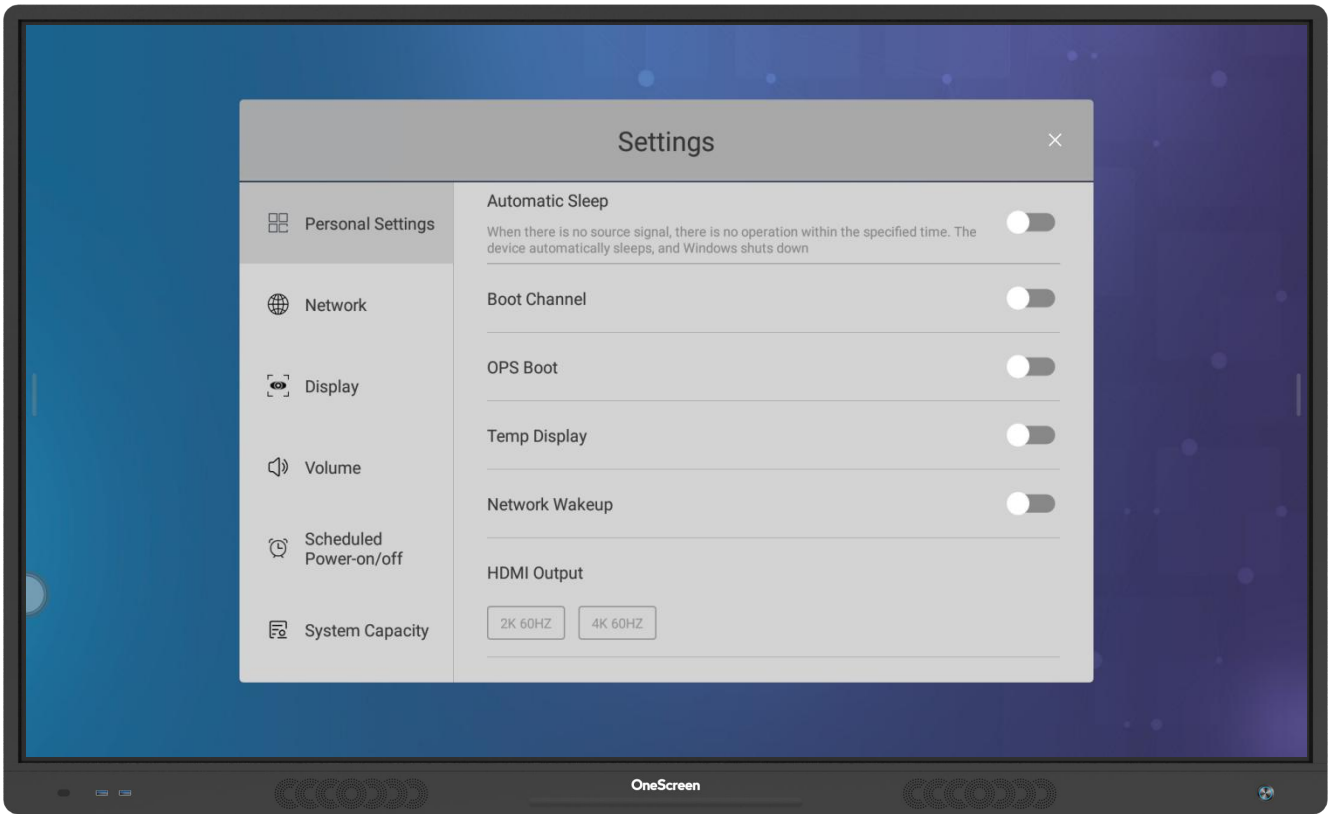 Settings
Personal Settings
Network
Display
Volume
Scheduled
Power-on/off
System Capacity
Automatic Sleep
When there is no source signal, there is no operation within the specified time. The
device automatically sleeps, and Windows shuts down
Boot Channel
OPS Boot
Temp Display
Network Wakeup
HDMI Output
2K 60HZ
4K 60HZ
OneScreen